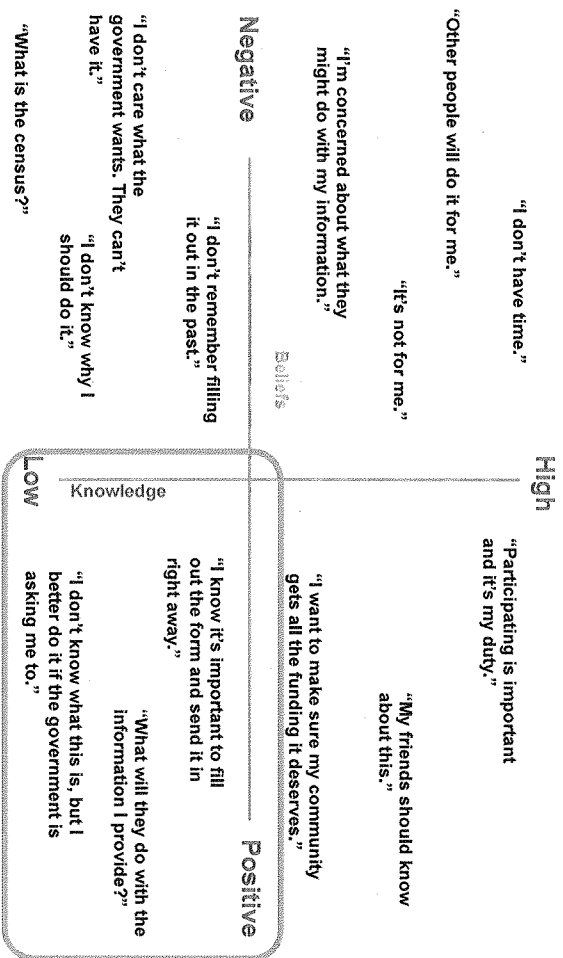 High
"I don't have time."
"Participating is important
and it's my duty."
"Other people will do it for me."
"It's not for me."
"My friends should know
about this."
"I'm concerned about what they
might do with my information."
"I want to make sure my community
gets all the funding it deserves."
Negative
Beliefs
Positive
"I don't remember filling
it out in the past."
"I know it's important to fill
out the form and send it in
right away."
"I don't care what the
government wants. They can't
have it."
"What will they do with the
information I provide?"
"I don't know why I
should do it."
"I don't know what this is, but I
better do it if the government is
asking me to."
"What is the census?"
Knowledge
Low